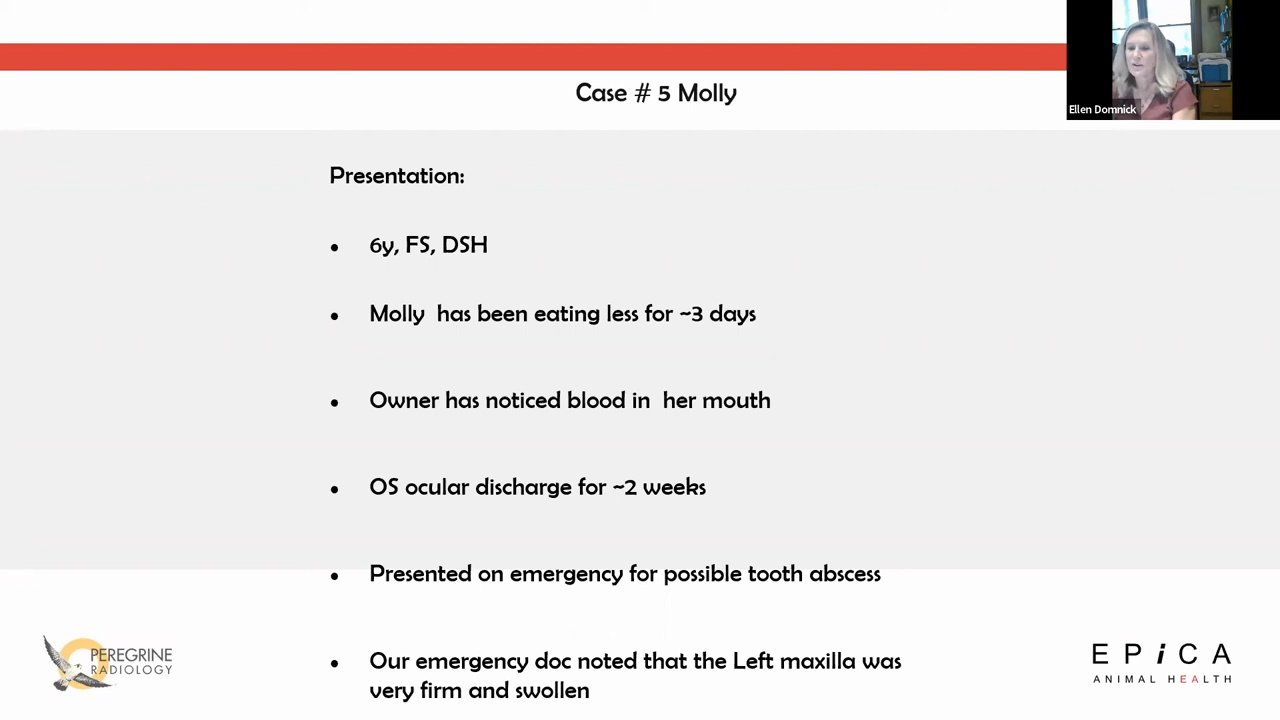 Case # 5 Molly
Ellen Domnick
Presentation:
• 6y, FS, DSH
• Molly has been eating less for ~3 days
• Owner has noticed blood in her mouth
• OS ocular discharge for ~2 weeks
• Presented on emergency for possible tooth abscess
• Our emergency doc noted that the Left maxilla was
very firm and swollen
PEREGRINE
RADIOLOGY
EPiCA
ANIMAL HEALTH